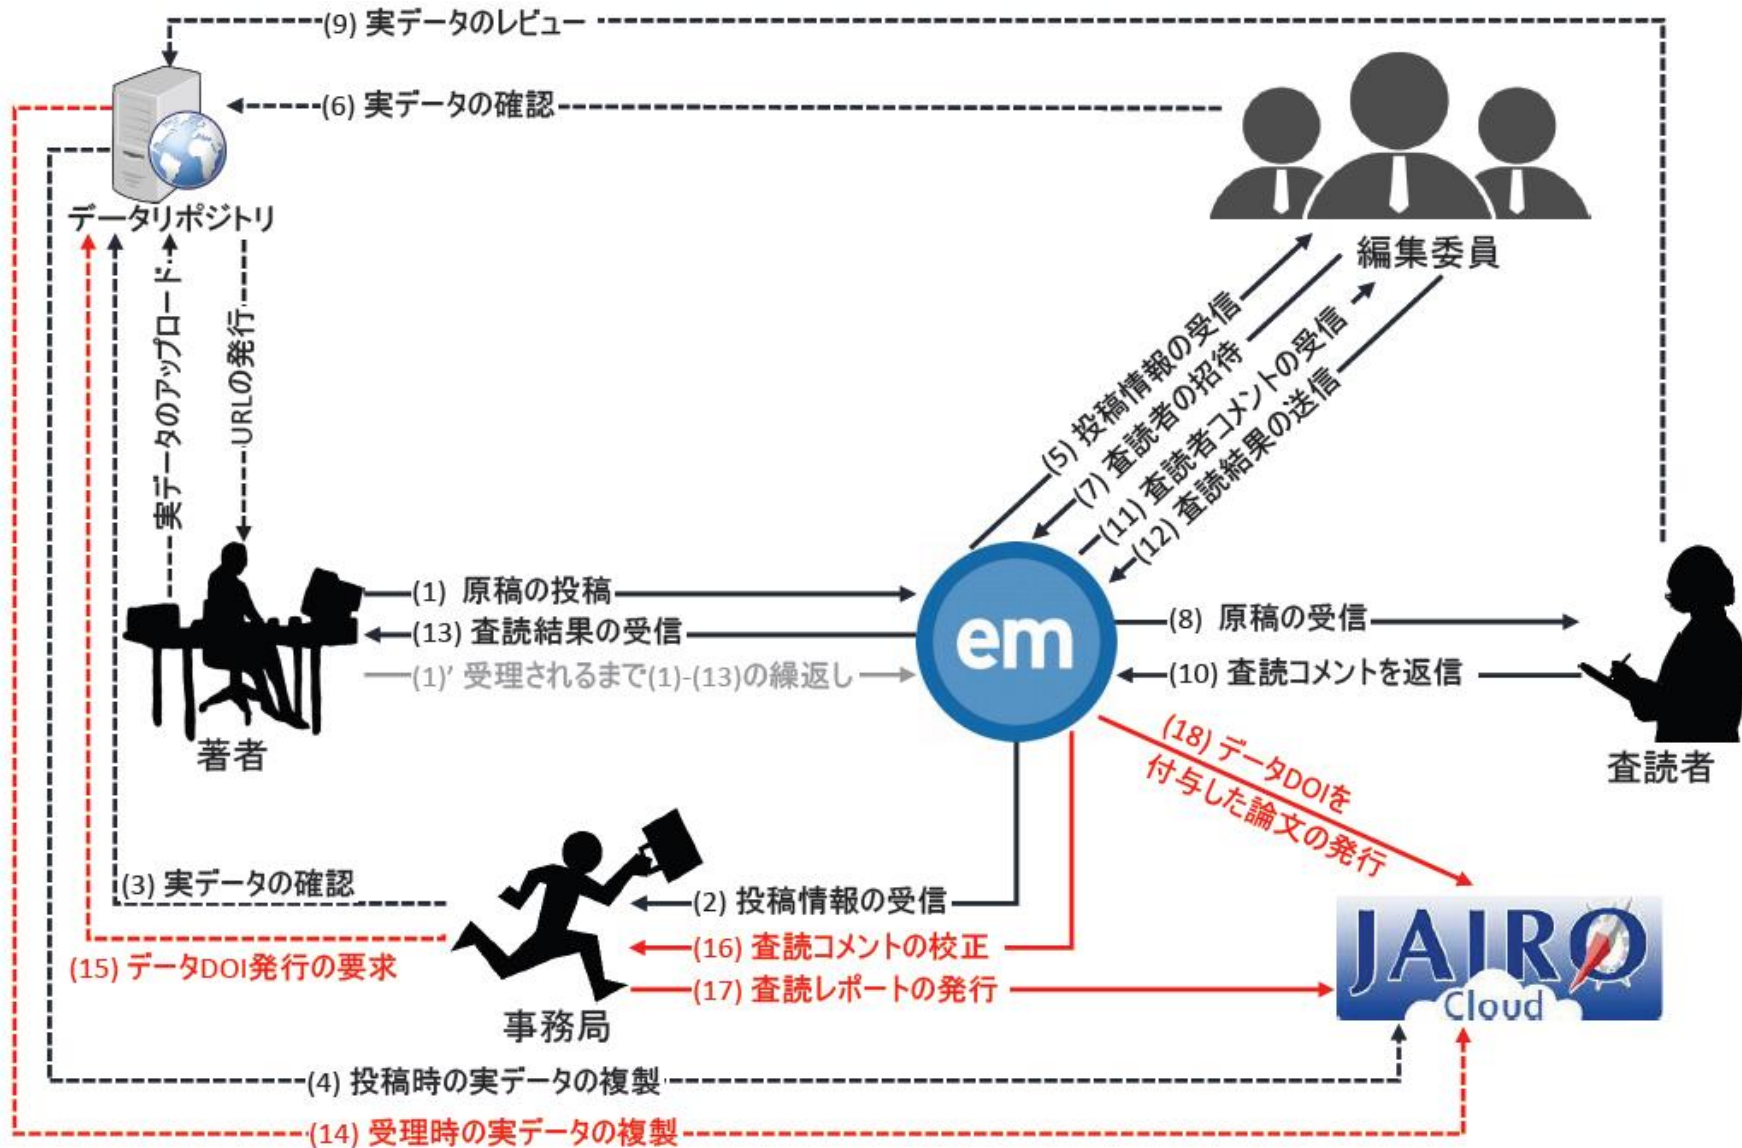 (9) 実データのレビュー
(6) 実データの確認
データリポジトリ
編集委員
実データのアップロード
URLの発行
(5) 投稿情報の受信
(7) 査読者の招待
(11) 査読者コメントの受信
(12) 査読結果の送信
(1) 原稿の投稿
(13) 査読結果の受信
(1)’ 受理されるまで(1)-(13)の繰返し
em
(8) 原稿の受信
(10) 査読コメントを返信
著者
査読者
(18) データDOIを
付与した論文の発行
(3) 実データの確認
(2) 投稿情報の受信
(16) 査読コメントの校正
(15) データDOI発行の要求
(17) 査読レポートの発行
JAIRO
Cloud
事務局
(4) 投稿時の実データの複製
(14) 受理時の実データの複製